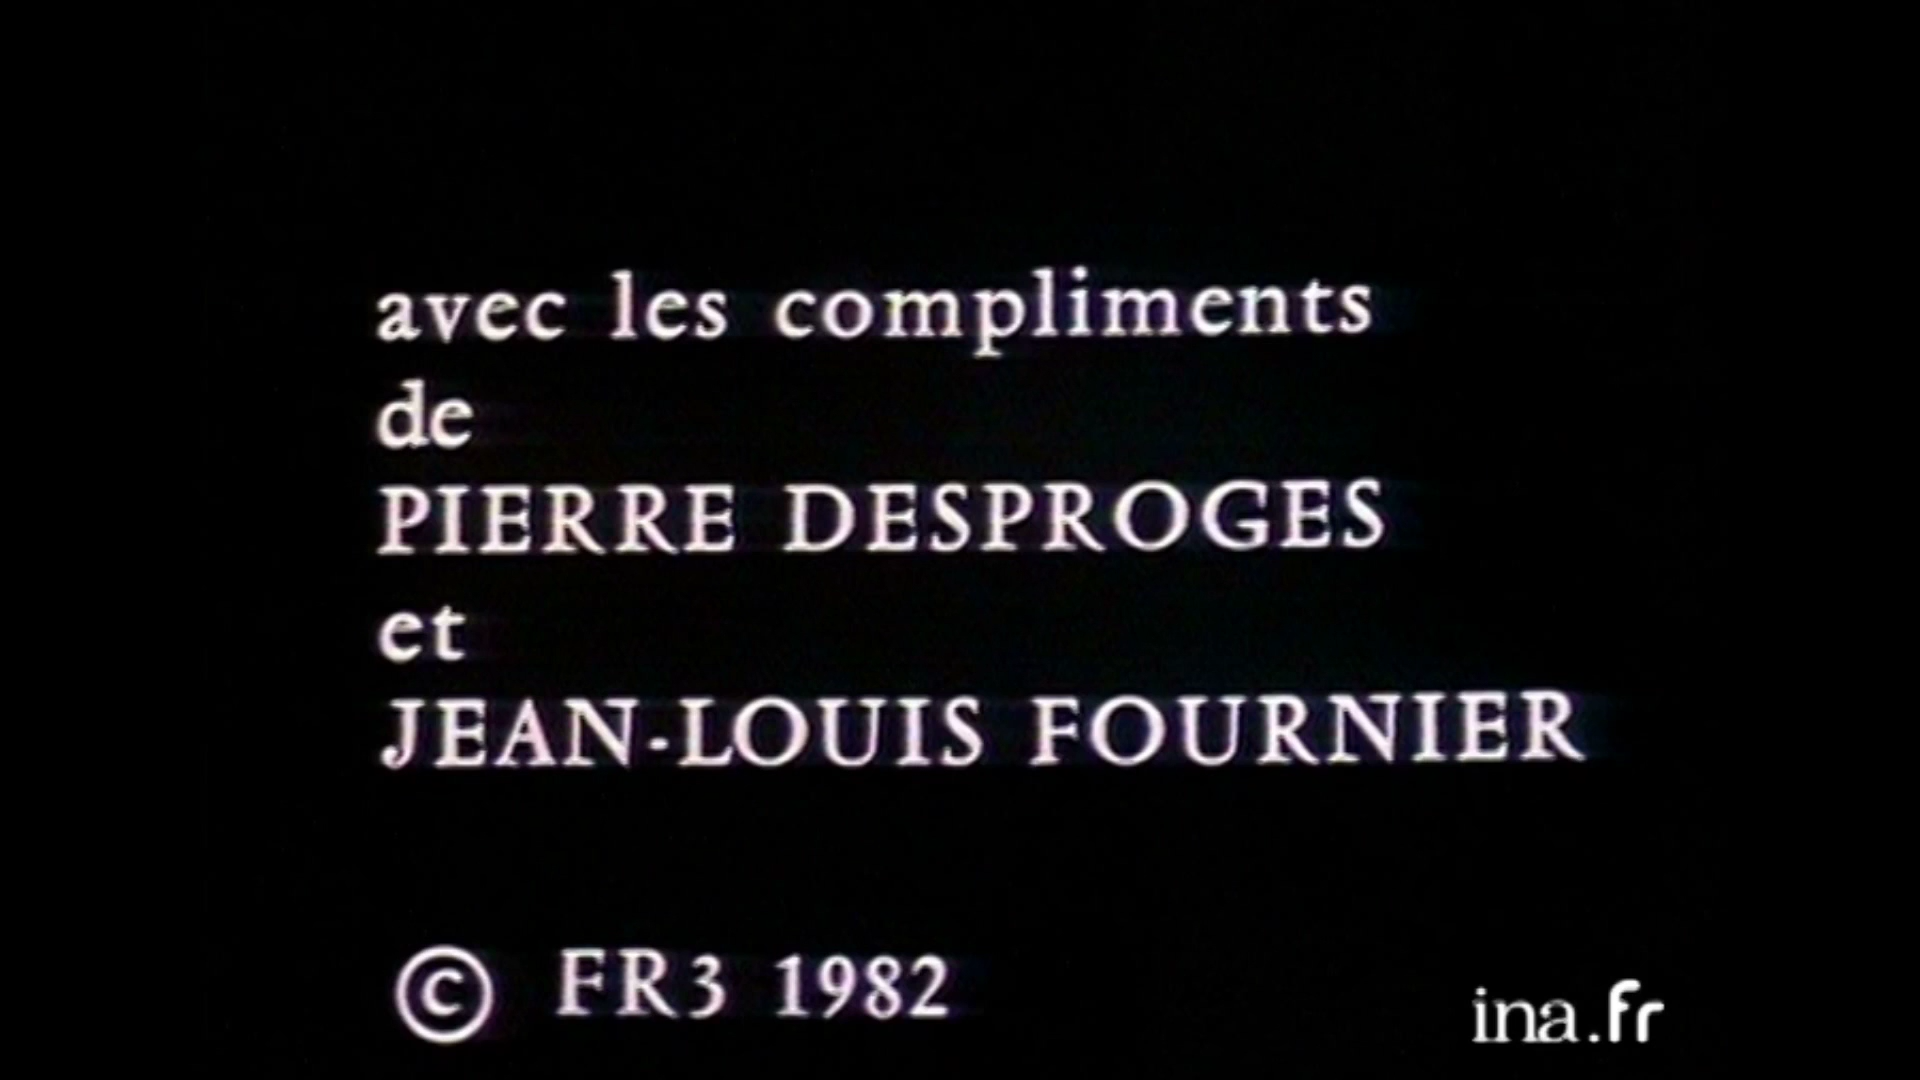 avec les compliments
de
PIERRE DESPROGES
et
JEAN-LOUIS FOURNIER
© FR3 1982
ina.fr